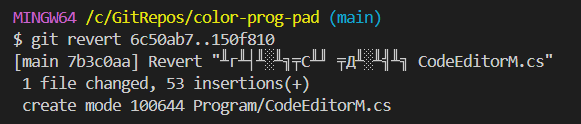 MINGW64 /c/GitRepos/color-prog-pad (main)
$ git revert 6c50ab7..150f810
[main 7b3c0aa] Revert "╨г╨┤╨░╨╗╤С╨╜ ╤Д╨░╨╣╨╗ CodeEditorM.cs"
1 file changed, 53 insertions(+)
create mode 100644 Program/CodeEditorM.cs